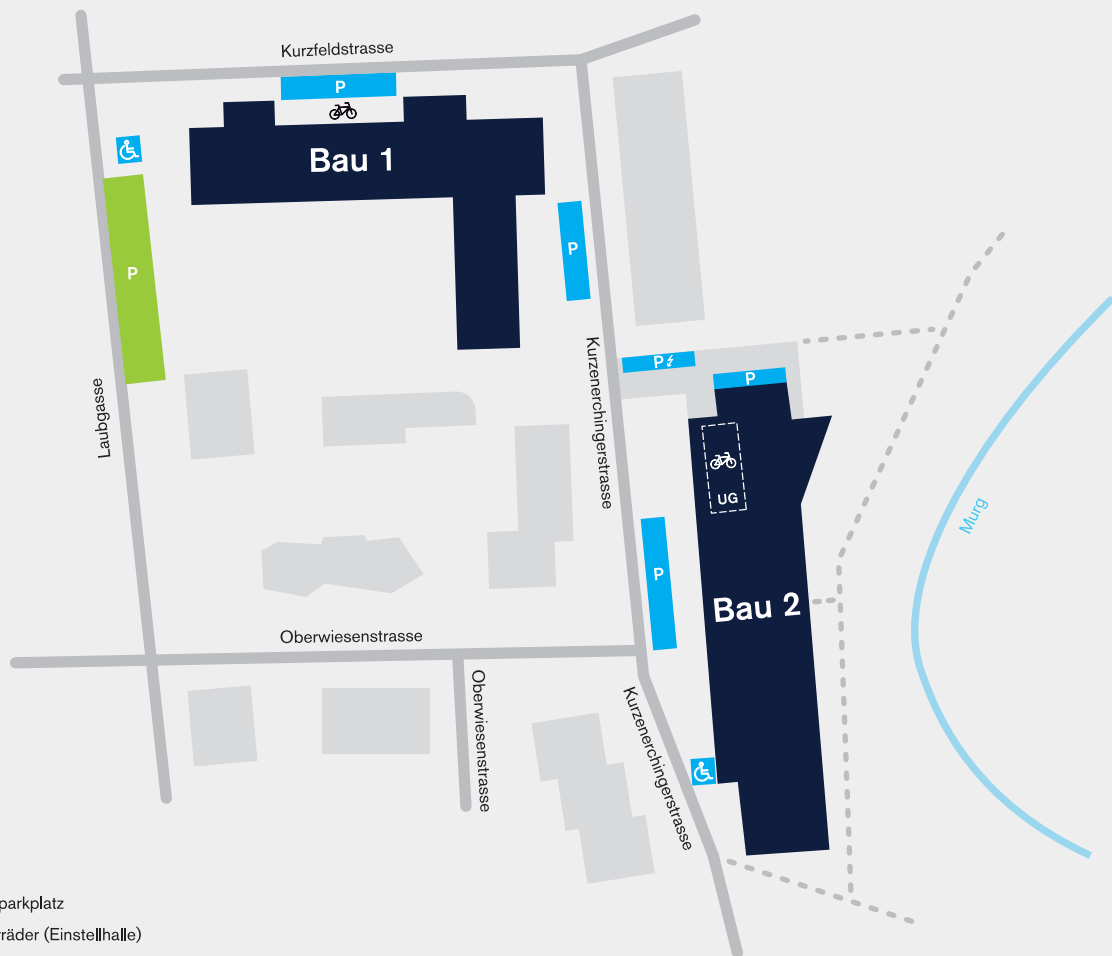 Kurzfeldstrasse
P
Bau 1
P
P
Kurzenerchingerstrasse
P
P
Laubgasse
UG
Murg
P
Bau 2
Oberwiesenstrasse
Oberwiesenstrasse
Kurzenerchingerstrasse
parkplatz
räder (Einstellhalle)